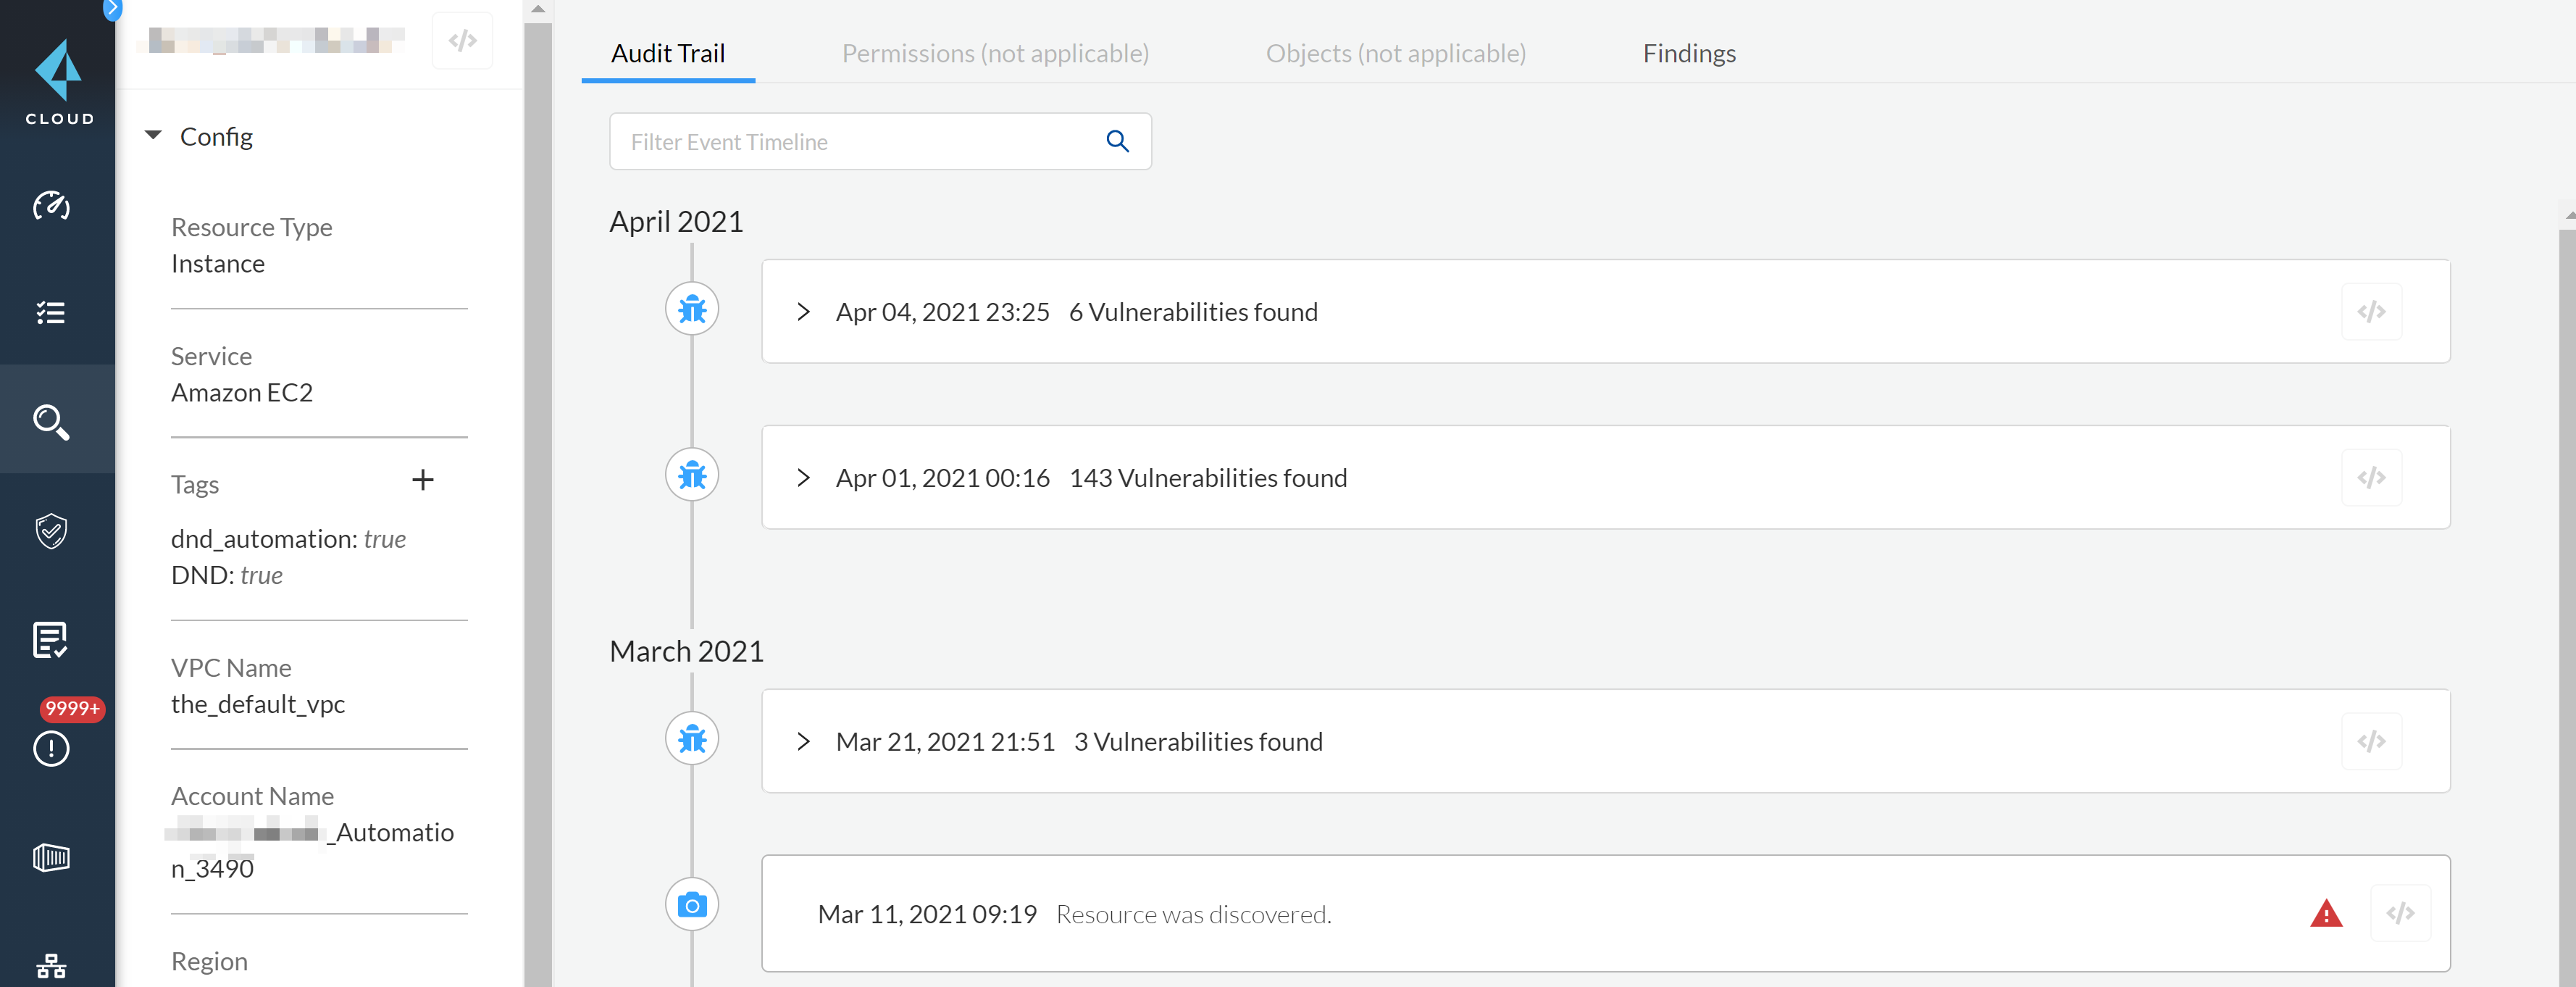 CLOUD
9999+
Config
Resource Type
Instance
Service
Amazon EC2
Tags
dnd_automation: true
DND: true
VPC Name
the_default_vpc
Account Name
_Automatio
n_3490
Region
Audit Trail
Permissions (not applicable)
Objects (not applicable)
Findings
Filter Event Timeline
April 2021
Apr 04, 2021 23:25 6 Vulnerabilities found
Apr 01, 2021 00:16 143 Vulnerabilities found
March 2021
Mar 21, 2021 21:51 3 Vulnerabilities found
Mar 11, 2021 09:19 Resource was discovered.